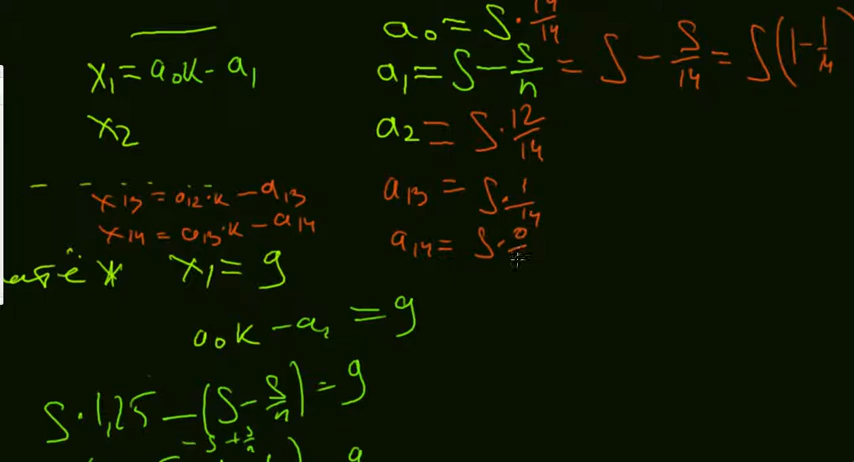 a₀ = S · 14/14
x₁ = a₀k - a₁
a₁ = S - S/n = S - S/14 = S(1 - 1/14
x₂
a₂ = S · 12/14
x₁₃ = a₁₂·k - a₁₃
a₁₃ = S · 1/14
x₁₄ = a₁₃·k - a₁₄
a₁₄ = S · 0/
x₁ = 9
a₀k - a₁ = 9
S · 1,25 - (S - S/n) = 9
- S + S/n